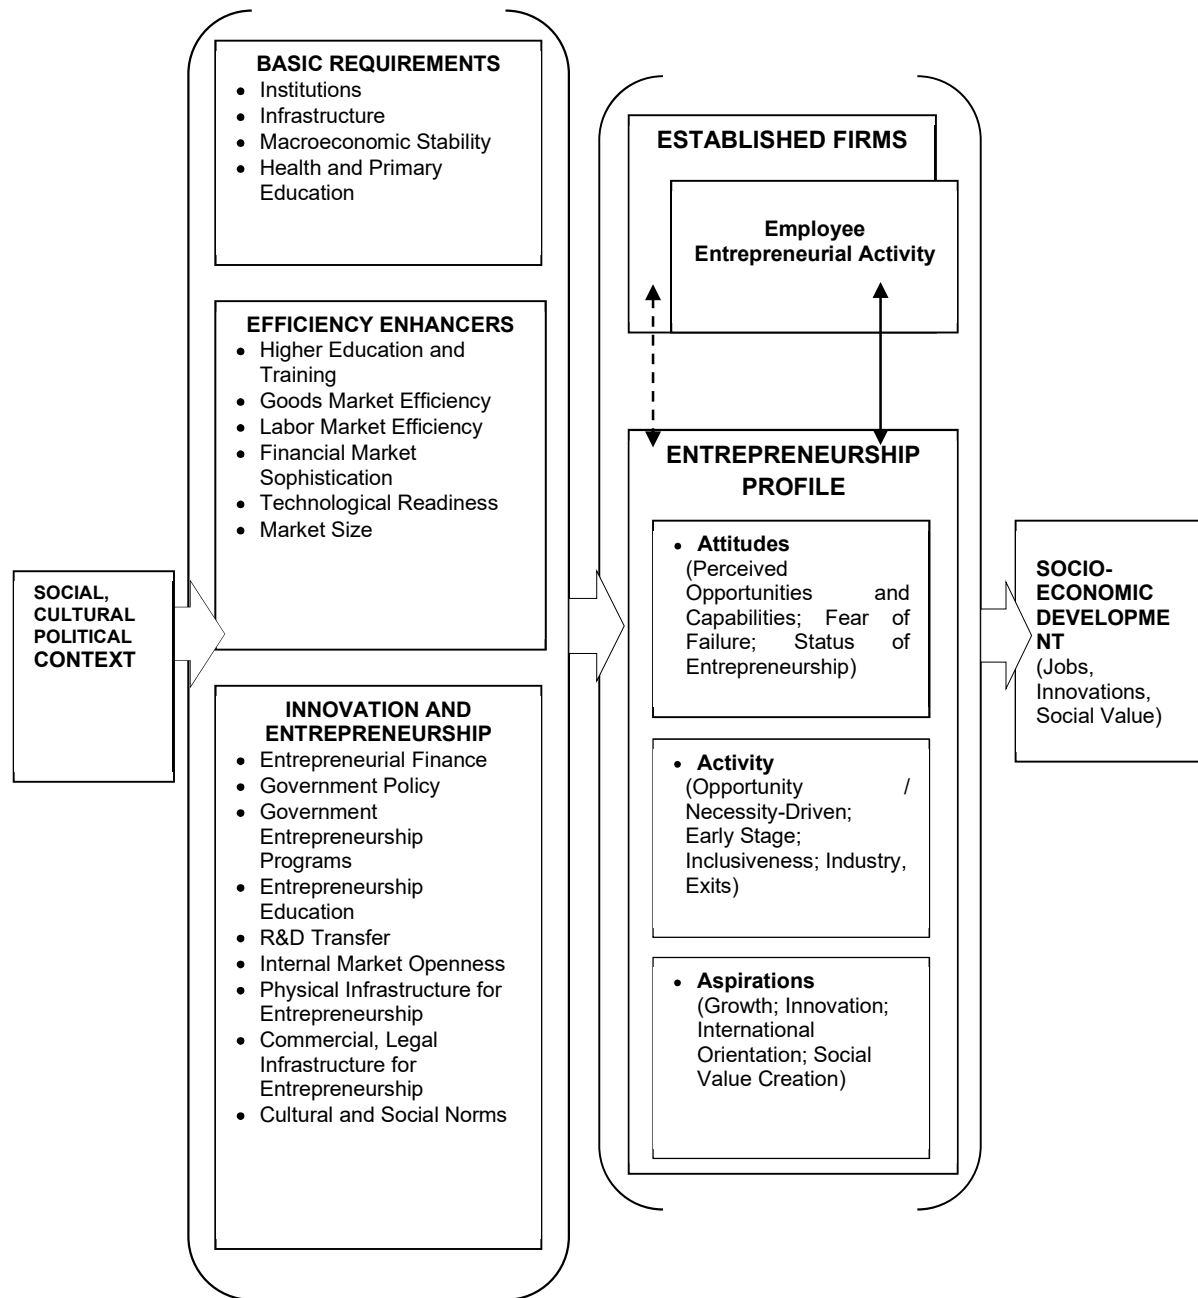 SOCIAL,
CULTURAL
POLITICAL
CONTEXT
BASIC REQUIREMENTS
• Institutions
• Infrastructure
• Macroeconomic Stability
• Health and Primary
Education
EFFICIENCY ENHANCERS
• Higher Education and
Training
• Goods Market Efficiency
• Labor Market Efficiency
• Financial Market
Sophistication
• Technological Readiness
• Market Size
INNOVATION AND
ENTREPRENEURSHIP
• Entrepreneurial Finance
• Government Policy
• Government
Entrepreneurship
Programs
• Entrepreneurship
Education
• R&D Transfer
• Internal Market Openness
• Physical Infrastructure for
Entrepreneurship
• Commercial, Legal
Infrastructure for
Entrepreneurship
• Cultural and Social Norms
ESTABLISHED FIRMS
Employee
Entrepreneurial Activity
ENTREPRENEURSHIP
PROFILE
• Attitudes
(Perceived
Opportunities and
Capabilities; Fear of
Failure; Status of
Entrepreneurship)
• Activity
(Opportunity /
Necessity-Driven;
Early Stage;
Inclusiveness; Industry,
Exits)
• Aspirations
(Growth; Innovation;
International
Orientation; Social
Value Creation)
SOCIO-
ECONOMIC
DEVELOPME
NT
(Jobs,
Innovations,
Social Value)